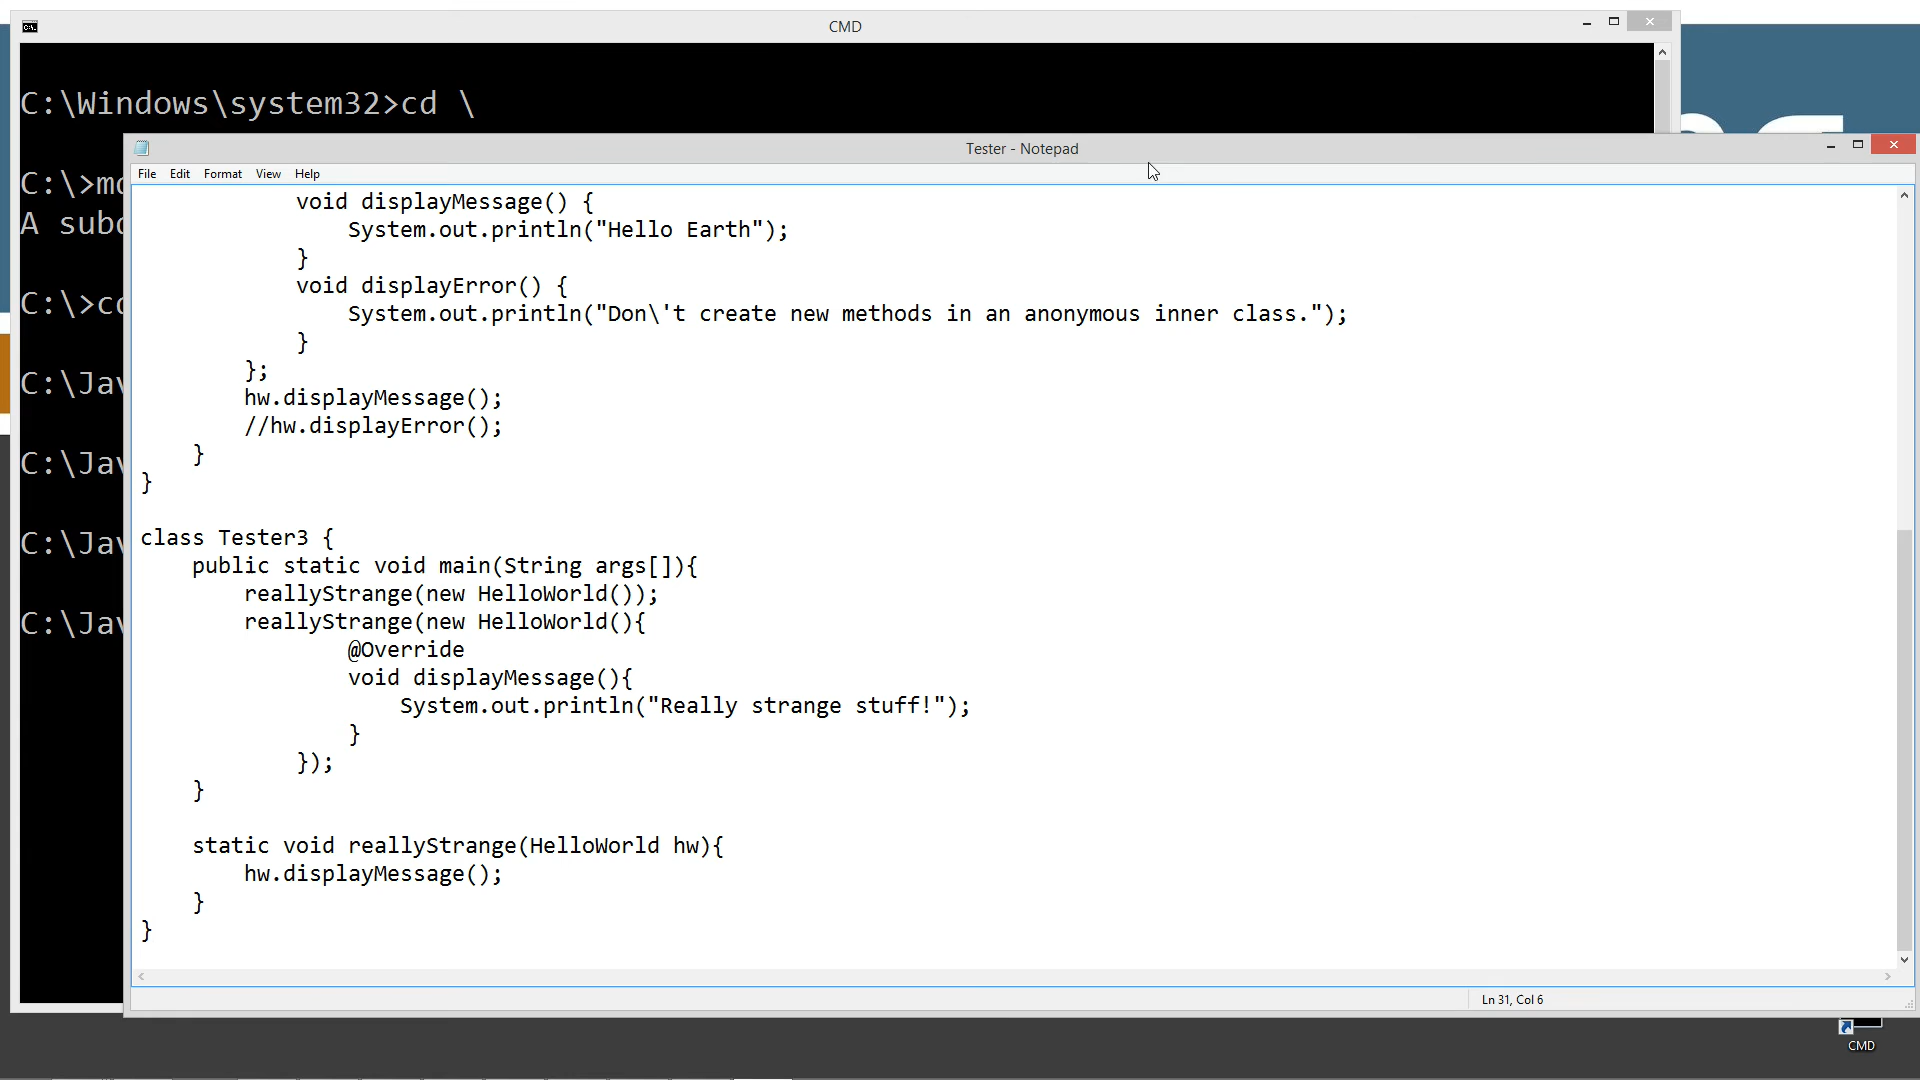 CMD
C:\Windows\system32>cd \
C:\>
A
C:\>
C:\Jav
C:\Jav
C:\Jav
C:\Jav
Tester - Notepad
File Edit Format View Help
void displayMessage() {
System.out.println("Hello Earth");
}
void displayError() {
System.out.println("Don\'t create new methods in an anonymous inner class.");
}
};
hw.displayMessage();
//hw.displayError();
}
}
class Tester3 {
public static void main(String args[]){
reallyStrange(new HelloWorld());
reallyStrange(new HelloWorld(){
@Override
void displayMessage(){
System.out.println("Really strange stuff!");
}
});
}
static void reallyStrange(HelloWorld hw){
hw.displayMessage();
}
}
Ln 31, Col 6
CMD